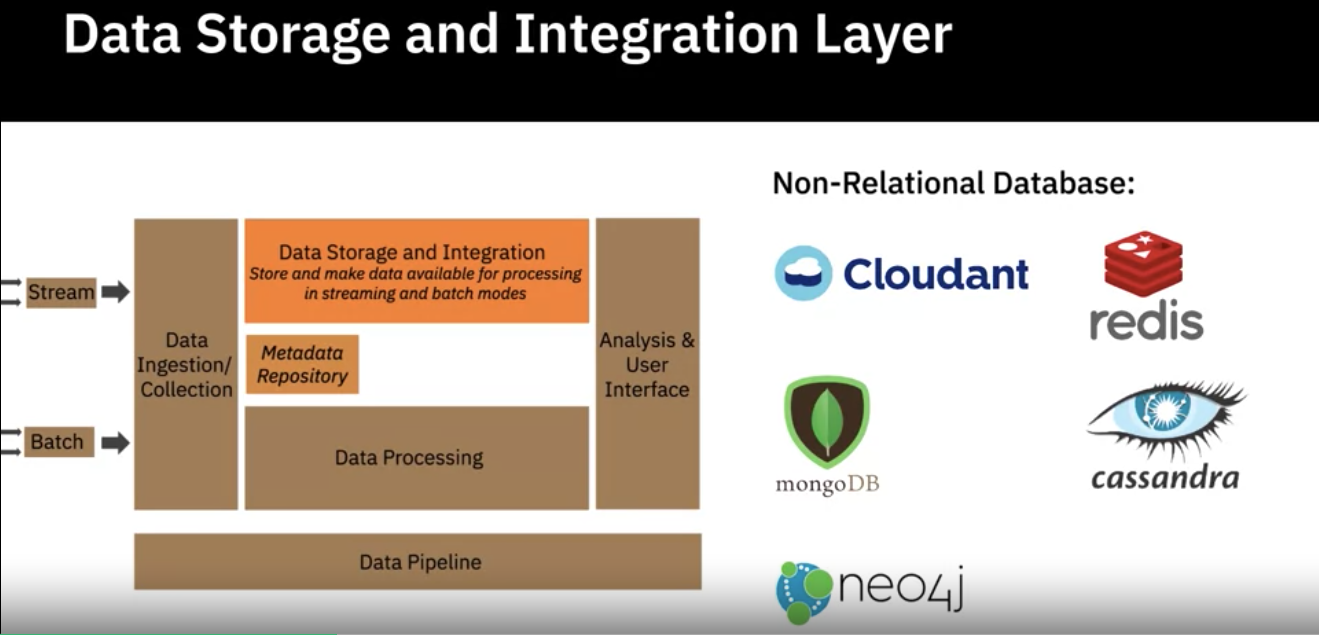 Data Storage and Integration Layer
Non-Relational Database:
Stream
Batch
Data
Ingestion/
Collection
Data Storage and Integration
Store and make data available for processing
in streaming and batch modes
Metadata
Repository
Data Processing
Analysis &
User
Interface
Data Pipeline
Cloudant
redis
mongoDB
cassandra
neo4j